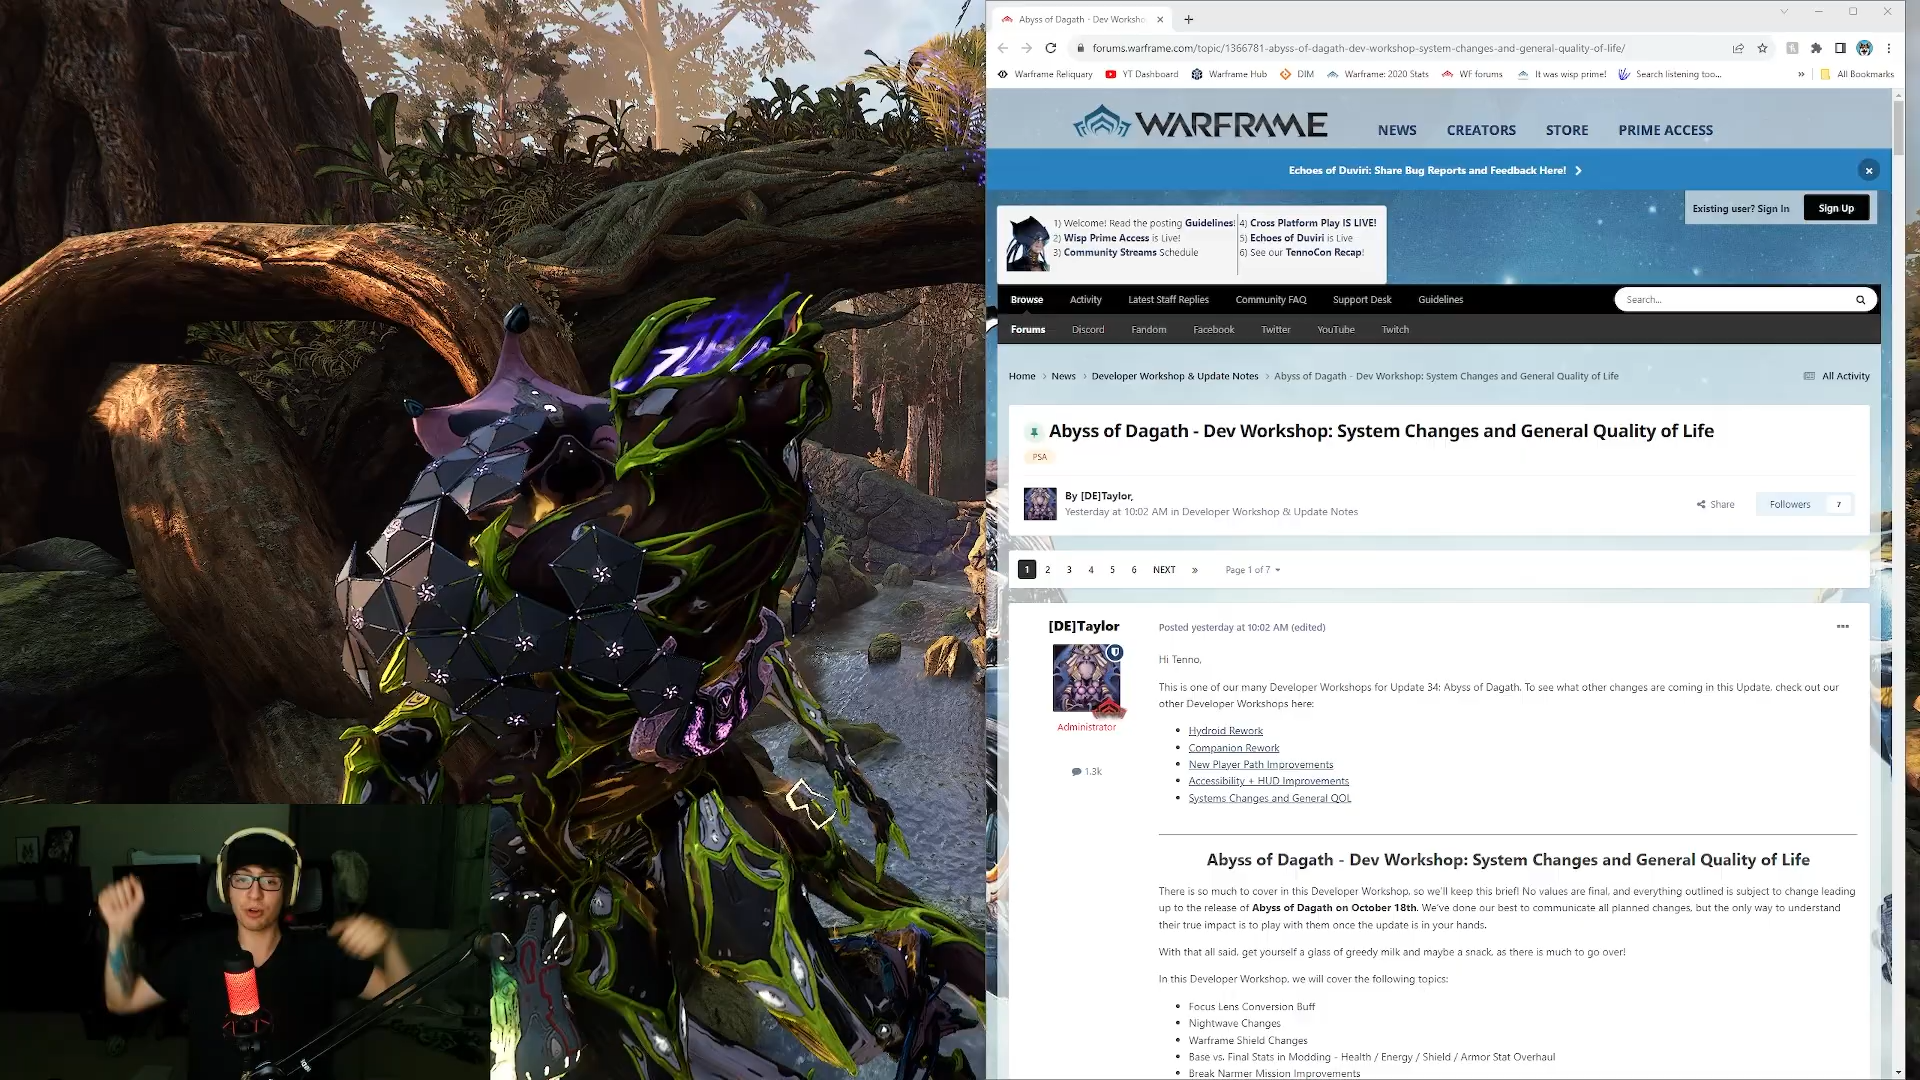 Abyss of Dagath - Dev Worksho
forums.warframe.com/topic/1366781-abyss-of-dagath-dev-workshop-system-changes-and-general-quality-of-life/
Warframe Reliquary YT Dashboard Warframe Hub DIM Warframe: 2020 Stats WF forums It was wisp prime! Search listening too... » All Bookmarks
WARFRAME NEWS CREATORS STORE PRIME ACCESS
Echoes of Duviri: Share Bug Reports and Feedback Here!
Existing user? Sign In Sign Up
1) Welcome! Read the posting Guidelines!
2) Wisp Prime Access is Live!
3) Community Streams Schedule
4) Cross Platform Play IS LIVE!
5) Echoes of Duviri is Live
6) See our TennoCon Recap!
Browse Activity Latest Staff Replies Community FAQ Support Desk Guidelines Search...
Forums Discord Fandom Facebook Twitter YouTube Twitch
Home > News > Developer Workshop & Update Notes > Abyss of Dagath - Dev Workshop: System Changes and General Quality of Life All Activity
Abyss of Dagath - Dev Workshop: System Changes and General Quality of Life
PSA
By [DE]Taylor,
Yesterday at 10:02 AM in Developer Workshop & Update Notes
Share Followers 7
1 2 3 4 5 6 NEXT » Page 1 of 7
[DE]Taylor
Administrator
1.3k
Posted yesterday at 10:02 AM (edited)
Hi Tenno,
This is one of our many Developer Workshops for Update 34: Abyss of Dagath. To see what other changes are coming in this Update, check out our
other Developer Workshops here:
• Hydroid Rework
• Companion Rework
• New Player Path Improvements
• Accessibility + HUD Improvements
• Systems Changes and General QOL
Abyss of Dagath - Dev Workshop: System Changes and General Quality of Life
There is so much to cover in this Developer Workshop, so we'll keep this brief! No values are final, and everything outlined is subject to change leading
up to the release of Abyss of Dagath on October 18th. We've done our best to communicate all planned changes, but the only way to understand
their true impact is to play with them once the update is in your hands.
With that all said, get yourself a glass of greedy milk and maybe a snack, as there is much to go over!
In this Developer Workshop, we will cover the following topics:
• Focus Lens Conversion Buff
• Nightwave Changes
• Warframe Shield Changes
• Base vs. Final Stats in Modding - Health / Energy / Shield / Armor Stat Overhaul
• Break Narmer Mission Improvements